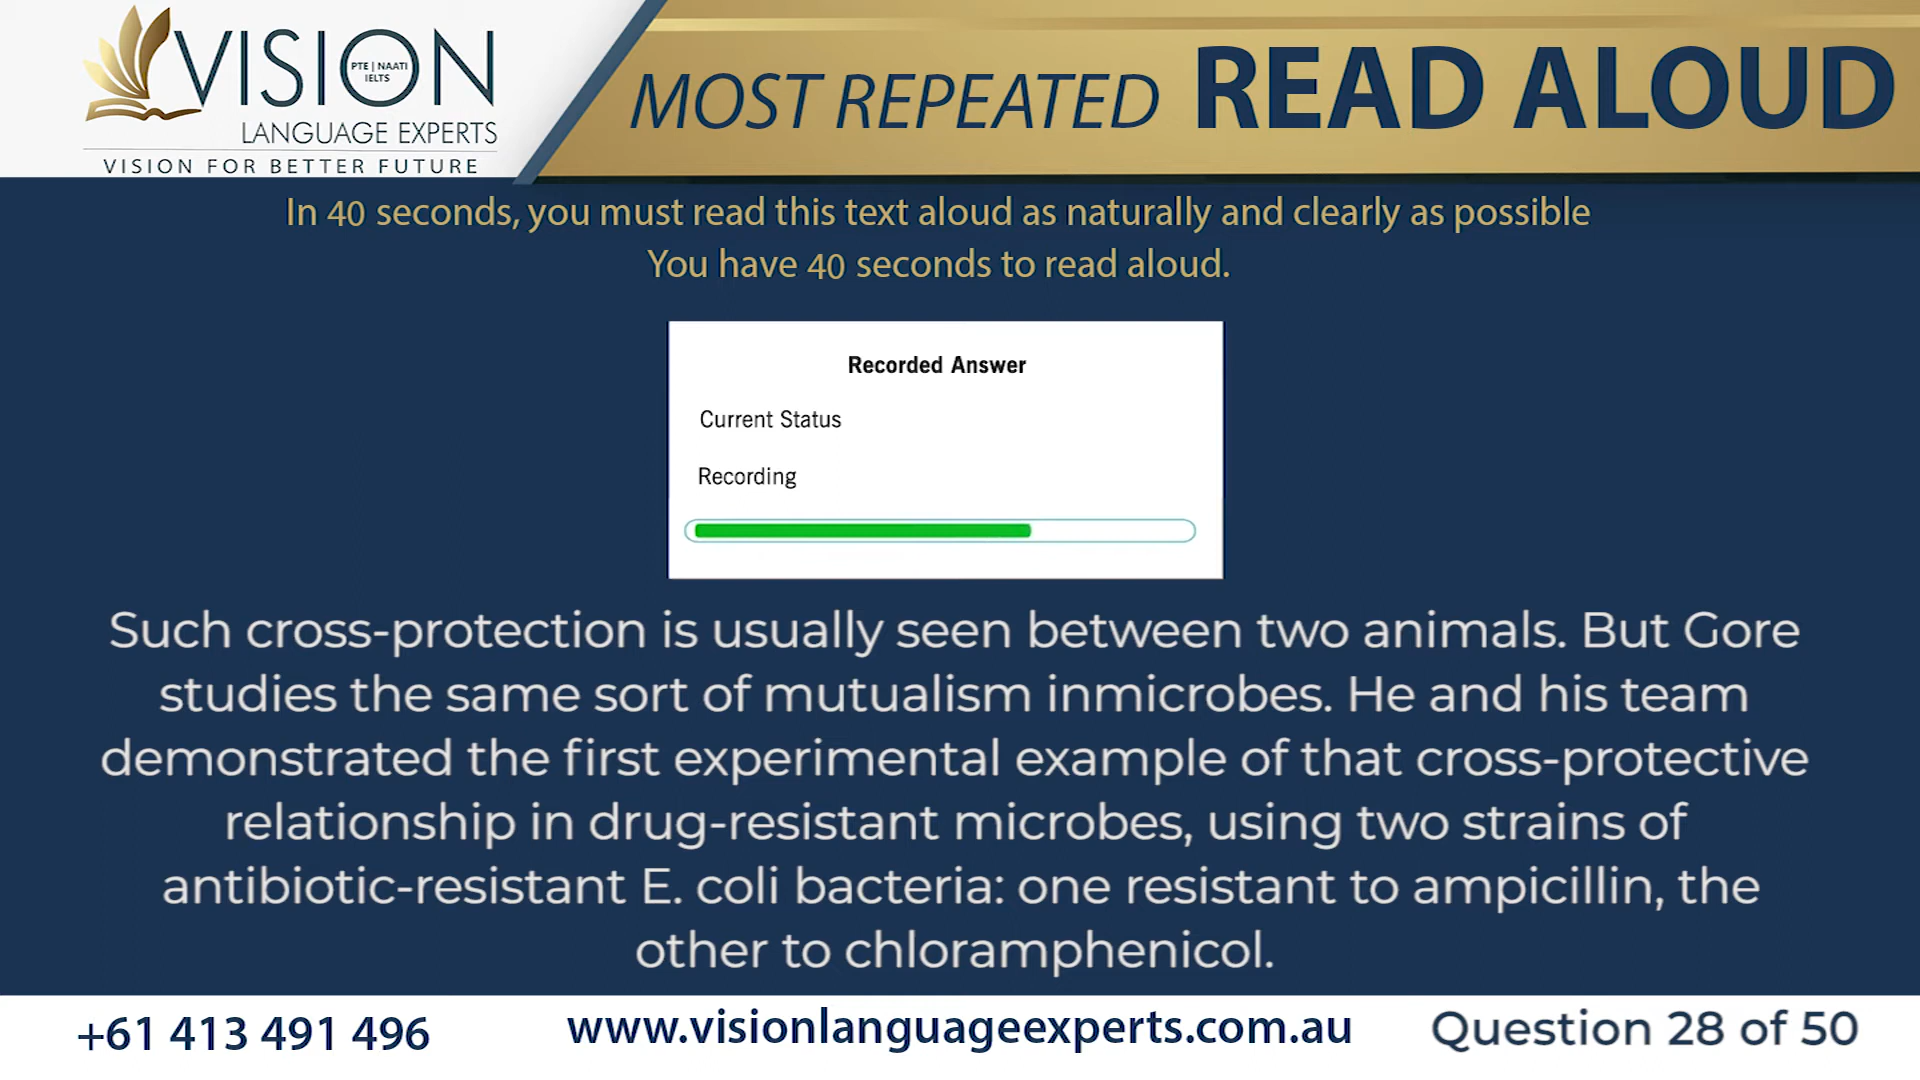 VISION
PTE | NAATI
IELTS
LANGUAGE EXPERTS
VISION FOR BETTER FUTURE
MOST REPEATED READ ALOUD
In 40 seconds, you must read this text aloud as naturally and clearly as possible
You have 40 seconds to read aloud.
Recorded Answer
Current Status
Recording
Such cross-protection is usually seen between two animals. But Gore
studies the same sort of mutualism inmicrobes. He and his team
demonstrated the first experimental example of that cross-protective
relationship in drug-resistant microbes, using two strains of
antibiotic-resistant E. coli bacteria: one resistant to ampicillin, the
other to chloramphenicol.
+61 413 491 496
www.visionlanguageexperts.com.au
Question 28 of 50